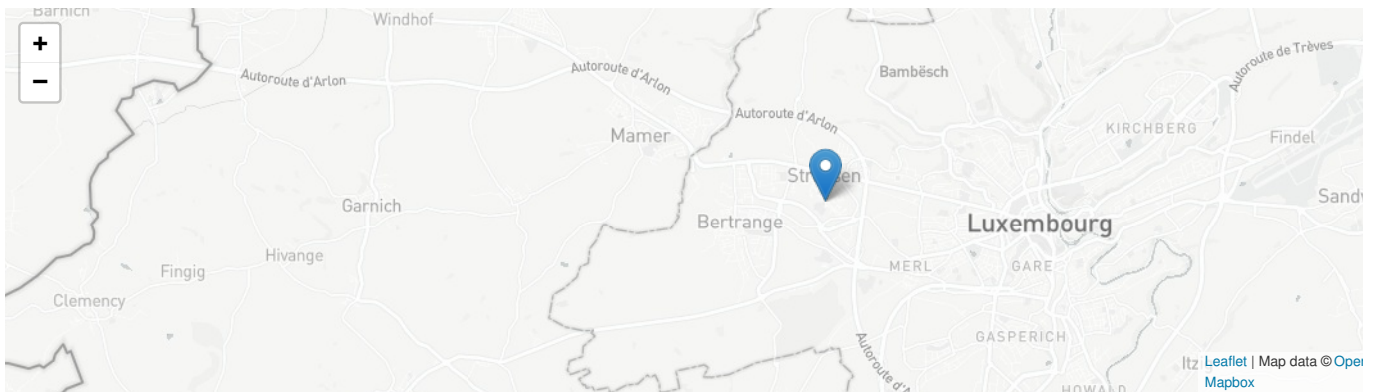 Barnich
Windhof
+
−
Autoroute d'Arlon
Autoroute d'Arlon
Autoroute d'Arlon
Bambësch
Autoroute de Trèves
Mamer
KIRCHBERG
Findel
Garnich
Bertrange
Luxembourg
Hivange
Fingig
MERL
GARE
Clemency
GASPERICH
Leaflet | Map data ©
Mapbox